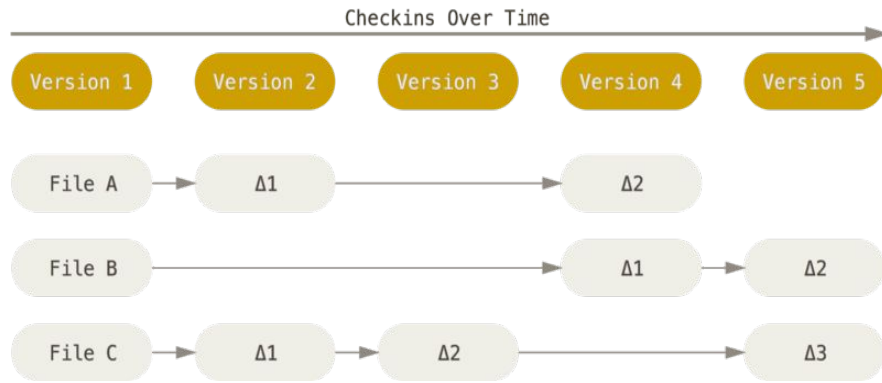 Checkins Over Time
Version 1 Version 2 Version 3 Version 4 Version 5
File A Δ1 Δ2
File B Δ1 Δ2
File C Δ1 Δ2 Δ3